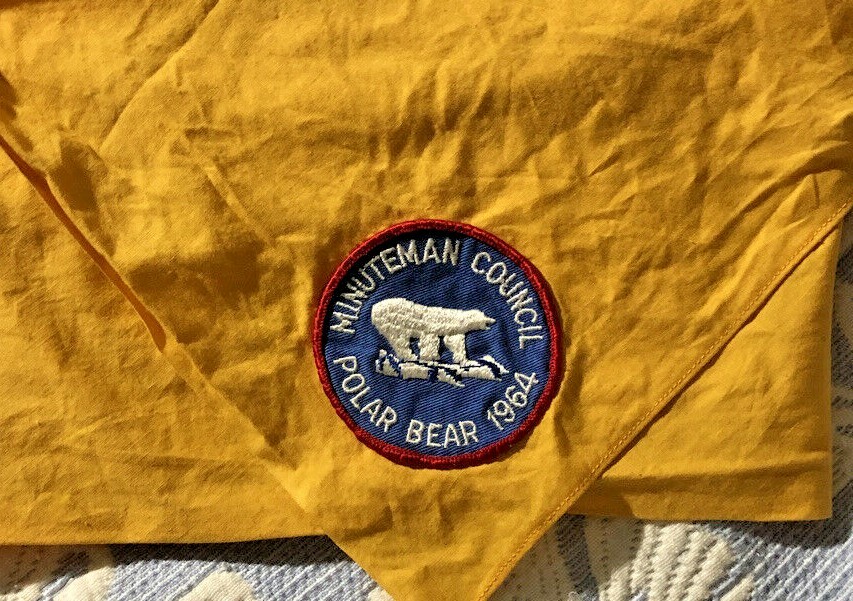 MINUTEMAN COUNCIL
POLAR BEAR 1964